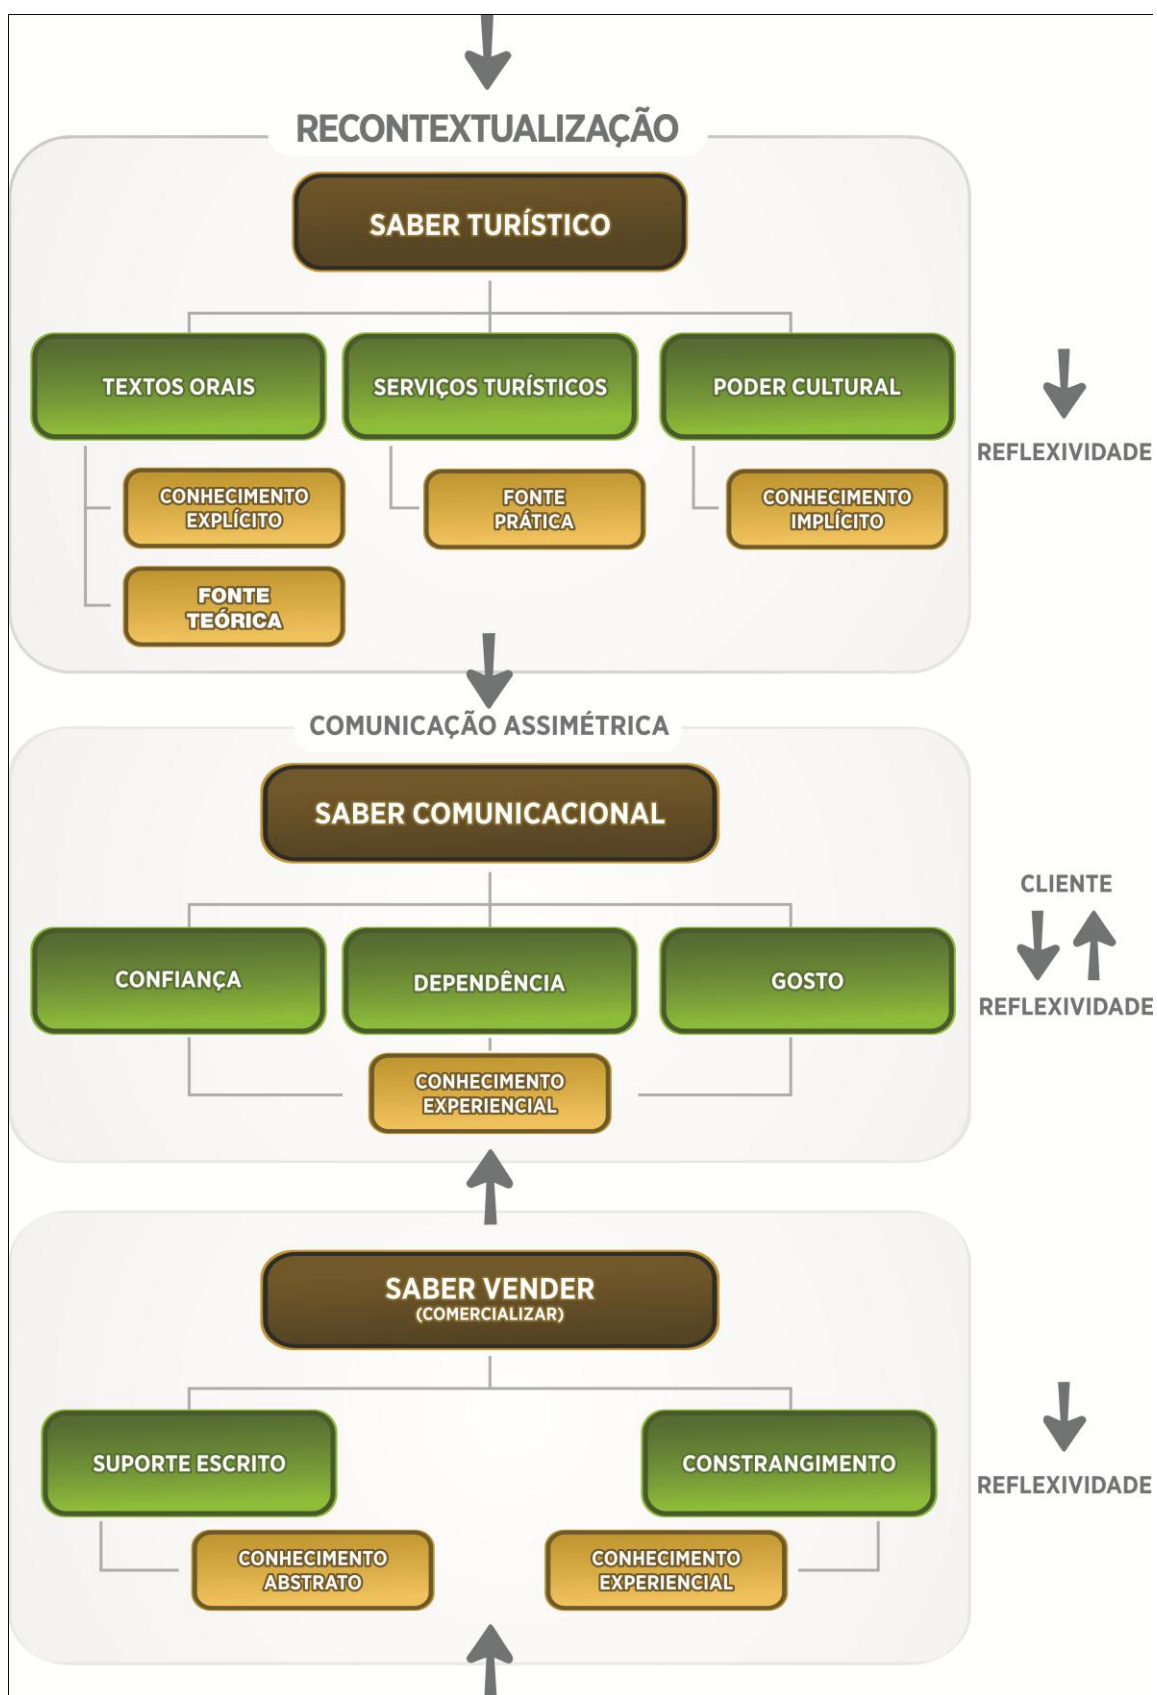 RECONTEXTUALIZAÇÃO
SABER TURÍSTICO
TEXTOS ORAIS
SERVIÇOS TURÍSTICOS
PODER CULTURAL
REFLEXIVIDADE
CONHECIMENTO
EXPLÍCITO
FONTE
PRÁTICA
CONHECIMENTO
IMPLÍCITO
FONTE
TEÓRICA
COMUNICAÇÃO ASSIMÉTRICA
SABER COMUNICACIONAL
CLIENTE
REFLEXIVIDADE
CONFIANÇA
DEPENDÊNCIA
GOSTO
CONHECIMENTO
EXPERIENCIAL
SABER VENDER
(COMERCIALIZAR)
SUPORTE ESCRITO
CONSTRANGIMENTO
REFLEXIVIDADE
CONHECIMENTO
ABSTRATO
CONHECIMENTO
EXPERIENCIAL